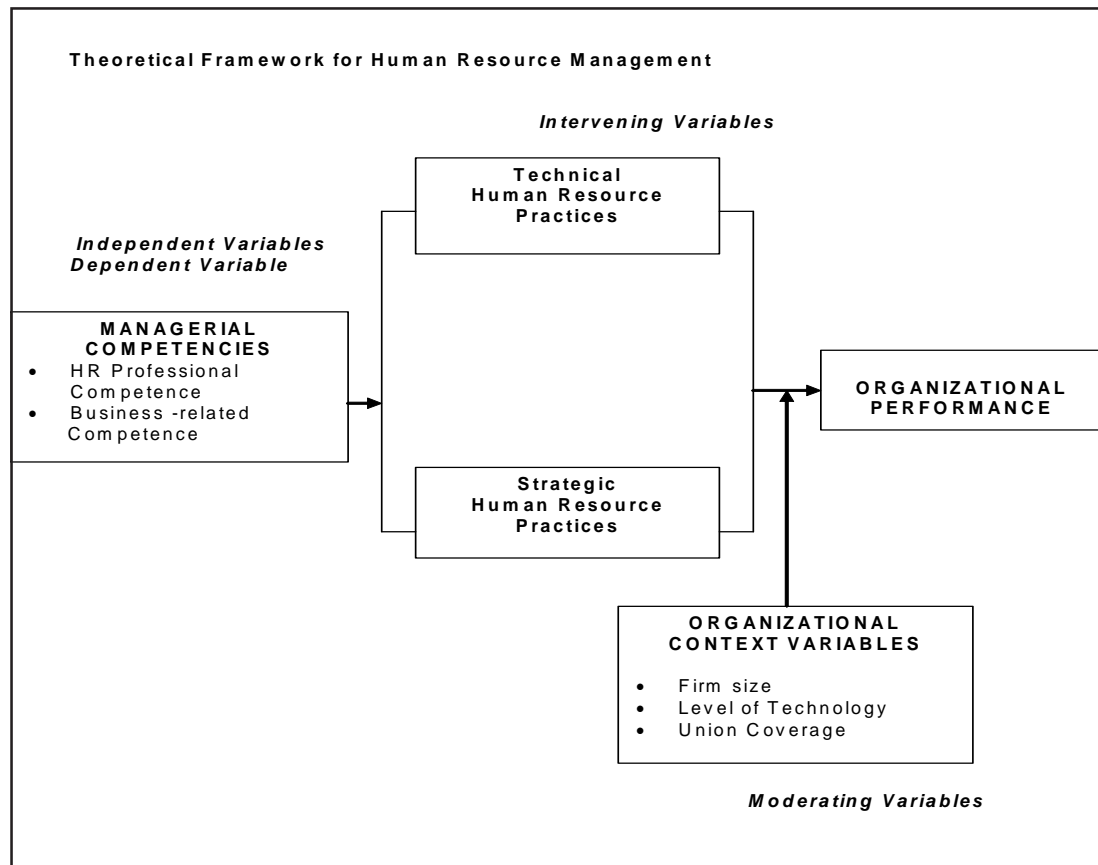 Theoretical Framework for Human Resource Management
Intervening Variables
Technical
Human Resource
Practices
Independent Variables
Dependent Variable
MANAGERIAL
COMPETENCIES
• HR Professional
Competence
• Business -related
Competence
ORGANIZATIONAL
PERFORMANCE
Strategic
Human Resource
Practices
ORGANIZATIONAL
CONTEXT VARIABLES
• Firm size
• Level of Technology
• Union Coverage
Moderating Variables